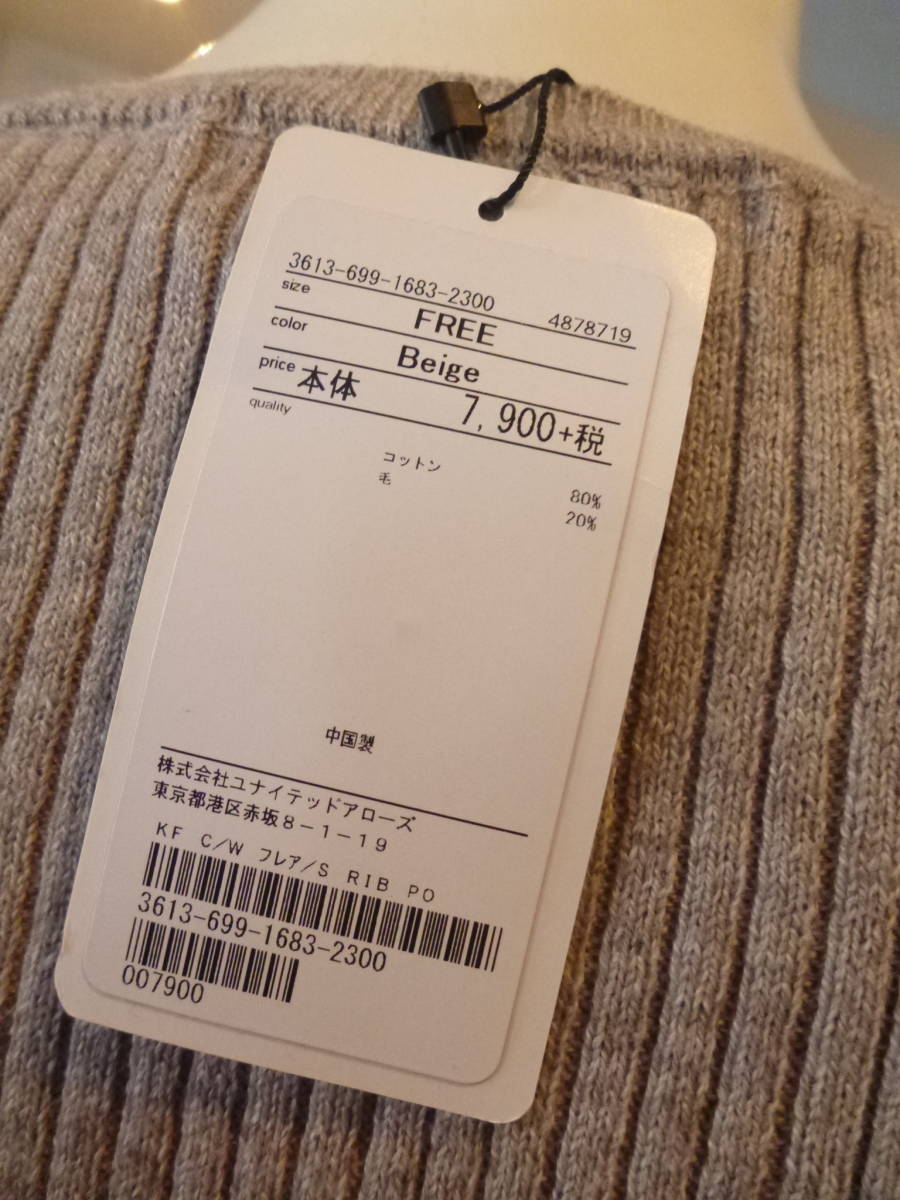 3613-699-1683-2300 4878719
size FREE
color Beige
price 本体 7,900+税
quality
コットン 80%
毛 20%
中国製
株式会社ユナイテッドアローズ
東京都港区赤坂8-1-19
KF C/W フレア/S RIB PO
3613-699-1683-2300
007900